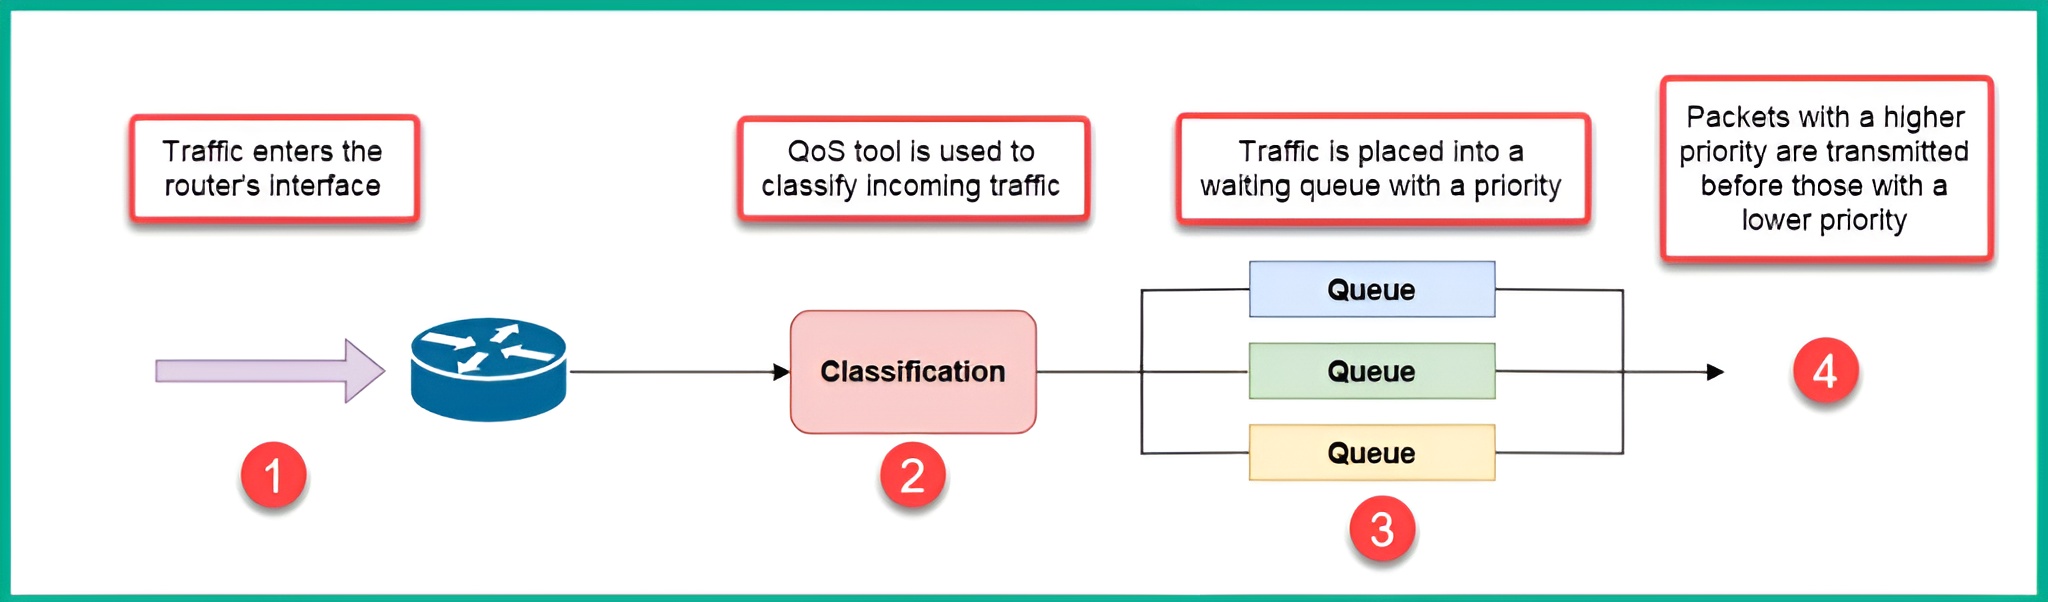 Traffic enters the
router's interface
QoS tool is used to
classify incoming traffic
Traffic is placed into a
waiting queue with a priority
Packets with a higher
priority are transmitted
before those with a
lower priority
Queue
Classification
Queue
Queue
1
2
3
4